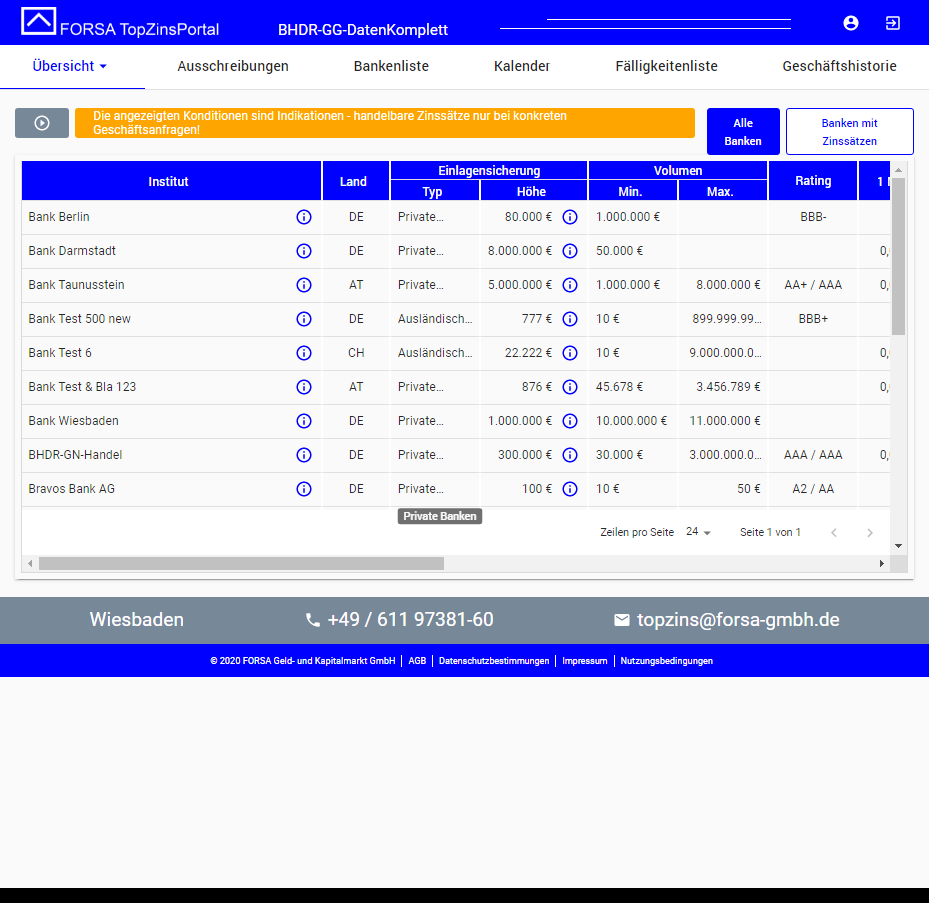 FORSA TopZinsPortal BHDR-GG-DatenKomplett
Übersicht Ausschreibungen Bankenliste Kalender Fälligkeitenliste Geschäftshistorie
Die angezeigten Konditionen sind Indikationen - handelbare Zinssätze nur bei konkreten
Geschäftsanfragen!
Alle
Banken
Banken mit
Zinssätzen
Institut Land Einlagensicherung Volumen Rating 1
Typ Höhe Min. Max.
Bank Berlin DE Private... 80.000 € 1.000.000 € BBB-
Bank Darmstadt DE Private... 8.000.000 € 50.000 € 0,
Bank Taunusstein AT Private... 5.000.000 € 1.000.000 € 8.000.000 € AA+ / AAA 0,
Bank Test 500 new DE Ausländisch... 777 € 10 € 899.999.99... BBB+
Bank Test 6 CH Ausländisch... 22.222 € 10 € 9.000.000.0... 0,
Bank Test & Bla 123 AT Private... 876 € 45.678 € 3.456.789 € 0,
Bank Wiesbaden DE Private... 1.000.000 € 10.000.000 € 11.000.000 €
BHDR-GN-Handel DE Private... 300.000 € 30.000 € 3.000.000.0... AAA / AAA 0,
Bravos Bank AG DE Private... 100 € 10 € 50 € A2 / AA
Private Banken
Zeilen pro Seite 24 Seite 1 von 1
Wiesbaden +49 / 611 97381-60 topzins@forsa-gmbh.de
© 2020 FORSA Geld- und Kapitalmarkt GmbH | AGB | Datenschutzbestimmungen | Impressum | Nutzungsbedingungen